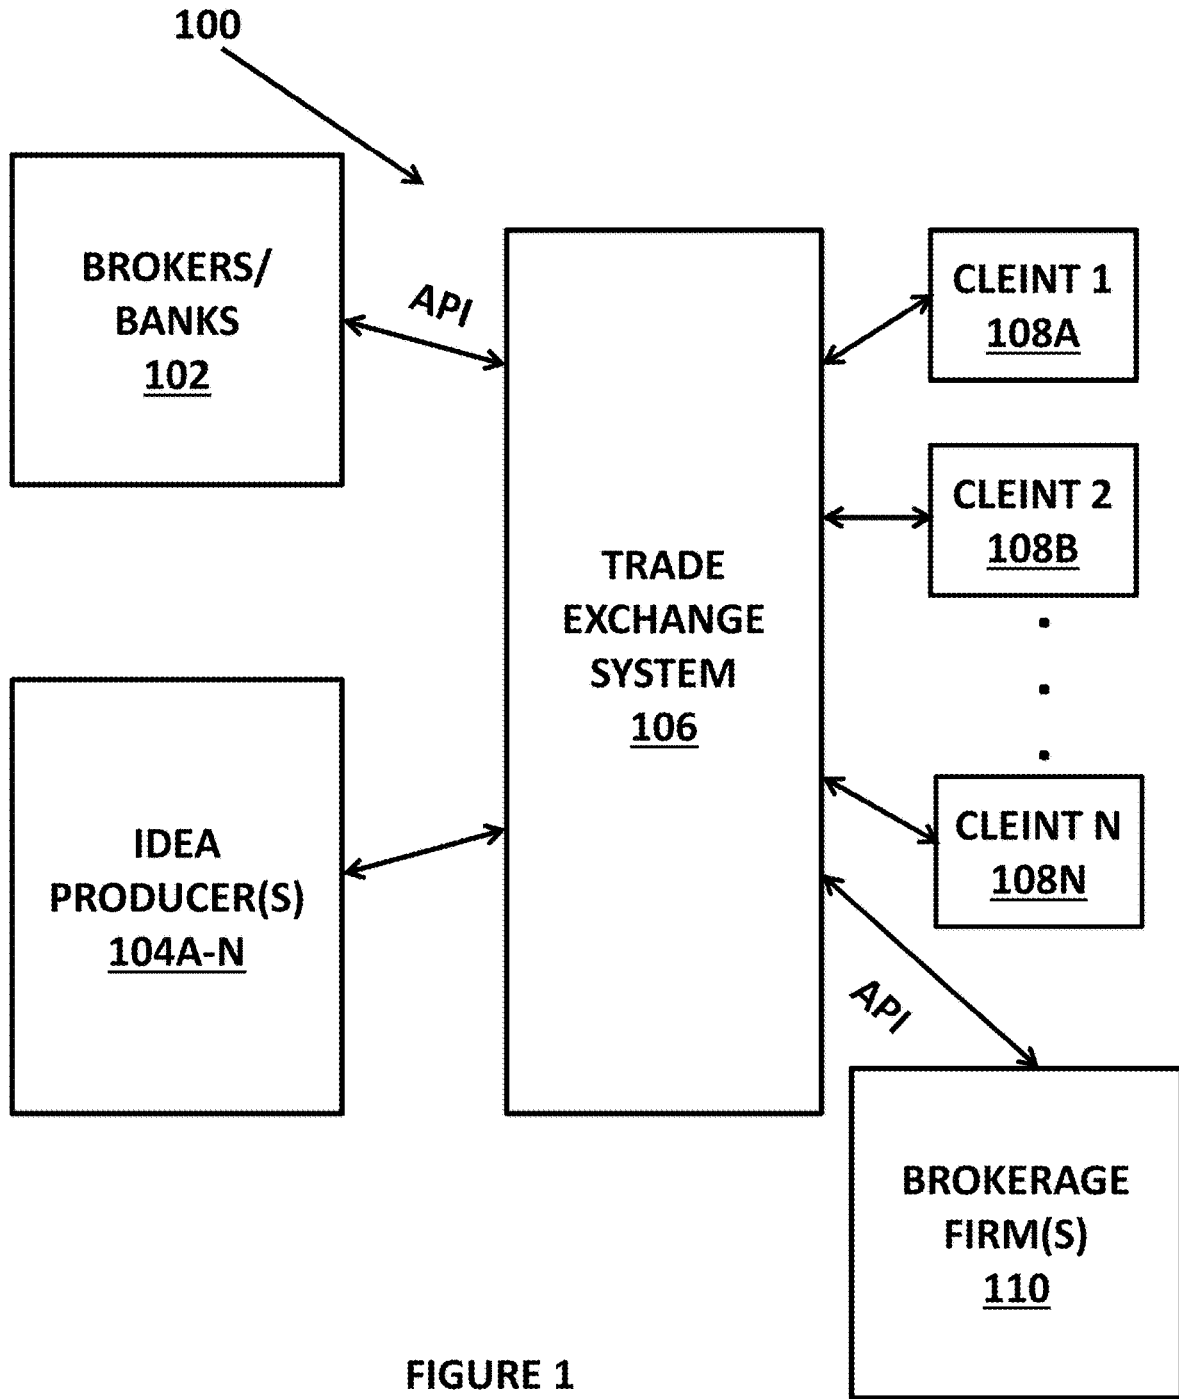 100
BROKERS/
BANKS
102
API
TRADE
EXCHANGE
SYSTEM
106
CLEINT 1
108A
CLEINT 2
108B
CLEINT N
108N
IDEA
PRODUCER(S)
104A-N
API
BROKERAGE
FIRM(S)
110
FIGURE 1